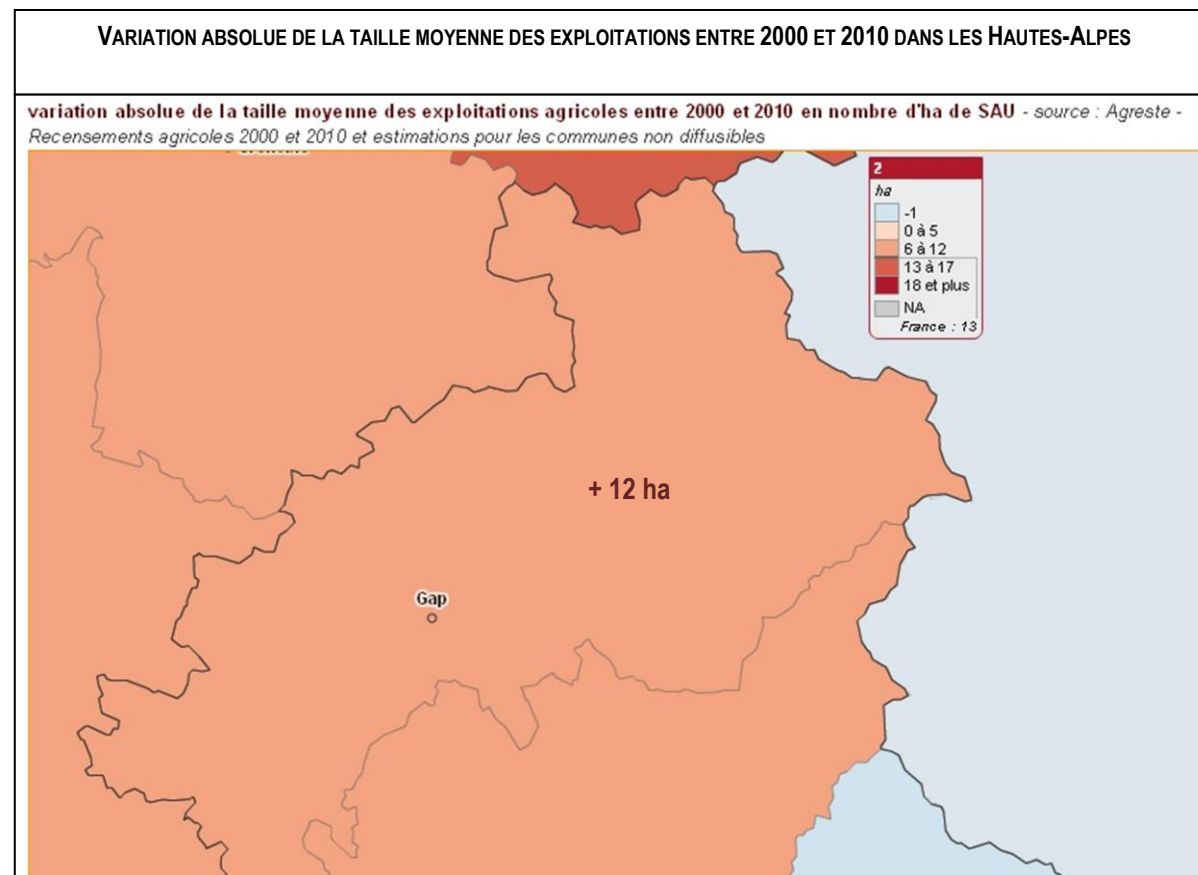 VARIATION ABSOLUE DE LA TAILLE MOYENNE DES EXPLOITATIONS ENTRE 2000 ET 2010 DANS LES HAUTES-ALPES
variation absolue de la taille moyenne des exploitations agricoles entre 2000 et 2010 en nombre d'ha de SAU - source : Agreste -
Recensements agricoles 2000 et 2010 et estimations pour les communes non diffusibles
2
ha
-1
0 à 5
6 à 12
13 à 17
18 et plus
NA
France : 13
+ 12 ha
Gap